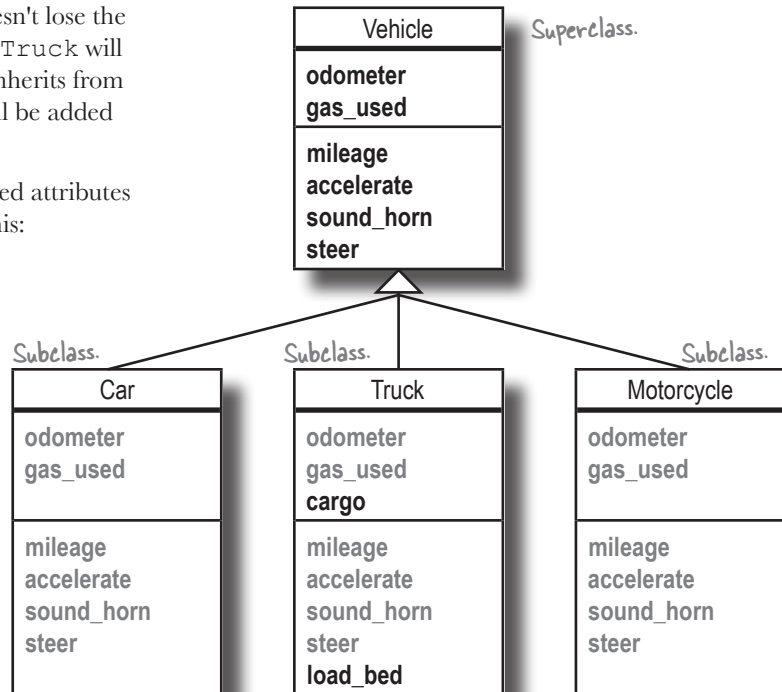 esn't lose the
Truck will
nherits from
l be added
ed attributes
nis:
Vehicle
Superclass.
odometer
gas_used
mileage
accelerate
sound_horn
steer
Subclass.
Subclass.
Subclass.
Car
Truck
Motorcycle
odometer
gas_used
mileage
accelerate
sound_horn
steer
odometer
gas_used
cargo
mileage
accelerate
sound_horn
steer
load_bed
odometer
gas_used
mileage
accelerate
sound_horn
steer